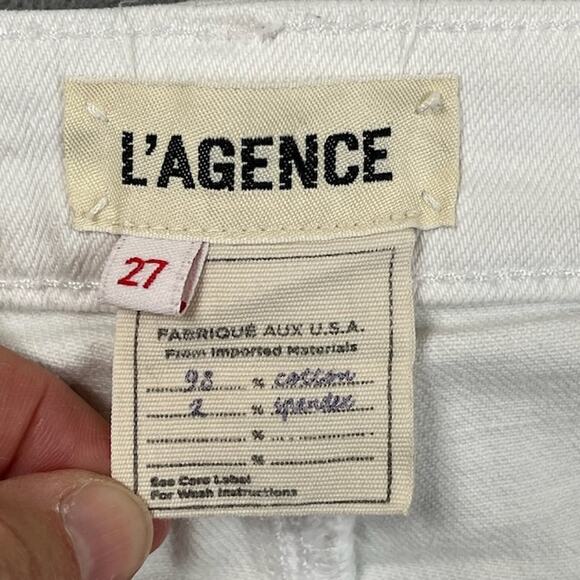 L'AGENCE
27
FABRIQUÉ AUX U.S.A.
From Imported Materials
98 % cotton
2 % spandex
%
%
See Care Label
For Wash Instructions